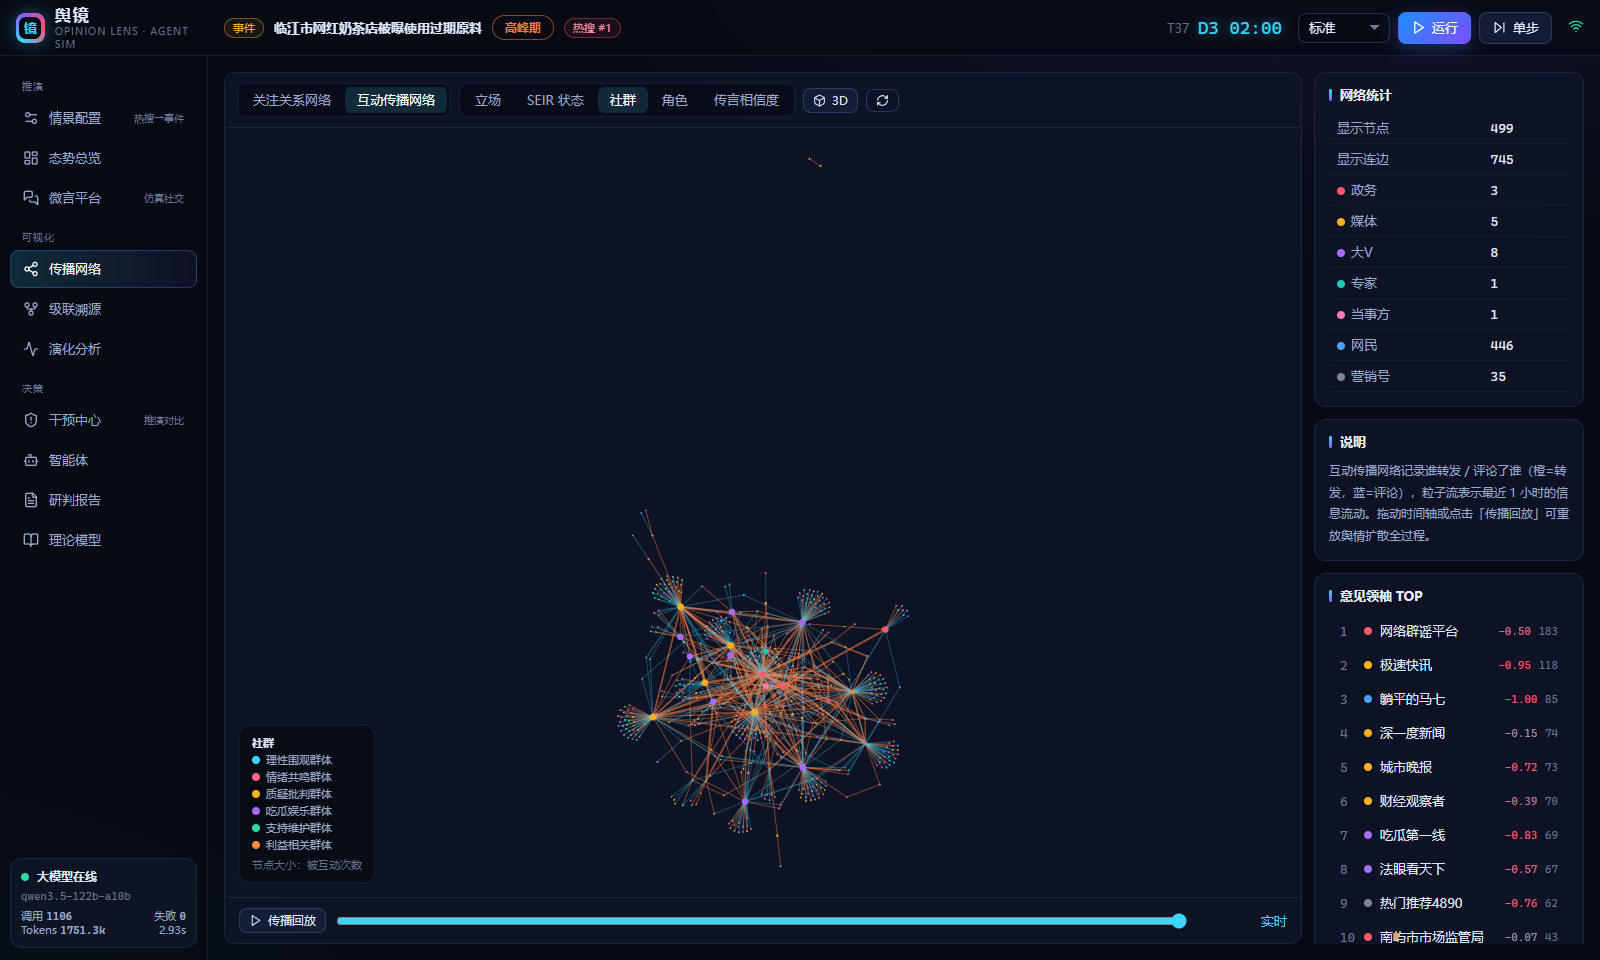 镜
舆镜
OPINION LENS · AGENT SIM
事件
临江市网红奶茶店被曝使用过期原料
高峰期
热搜 #1
T37
D3 02:00
标准
运行
单步
推演
情景配置
热搜→事件
态势总览
微言平台
仿真社交
可视化
传播网络
级联溯源
演化分析
决策
干预中心
推演对比
智能体
研判报告
理论模型
大模型在线
qwen3.5-122b-a10b
调用 1106
失败 0
Tokens 1751.3k
2.93s
关注关系网络
互动传播网络
立场
SEIR 状态
社群
角色
传言相信度
3D
社群
理性围观群体
情绪共鸣群体
质疑批判群体
吃瓜娱乐群体
支持维护群体
利益相关群体
节点大小：被互动次数
传播回放
实时
网络统计
显示节点 499
显示连边 745
政务 3
媒体 5
大V 8
专家 1
当事方 1
网民 446
营销号 35
说明
互动传播网络记录谁转发 / 评论了谁（橙=转
发，蓝=评论），粒子流表示最近 1 小时的信
息流动。拖动时间轴或点击「传播回放」可重
放舆情扩散全过程。
意见领袖 TOP
1 网络辟谣平台 -0.50 183
2 极速快讯 -0.95 118
3 躺平的马七 -1.00 85
4 深一度新闻 -0.15 74
5 城市晚报 -0.72 73
6 财经观察者 -0.39 70
7 吃瓜第一线 -0.83 69
8 法眼看天下 -0.57 67
9 热门推荐4890 -0.76 62
10 南屿市市场监管局 -0.07 43